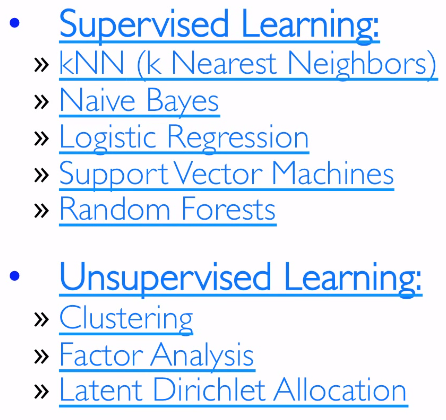 • Supervised Learning:
» kNN (k Nearest Neighbors)
» Naive Bayes
» Logistic Regression
» Support Vector Machines
» Random Forests
• Unsupervised Learning:
» Clustering
» Factor Analysis
» Latent Dirichlet Allocation